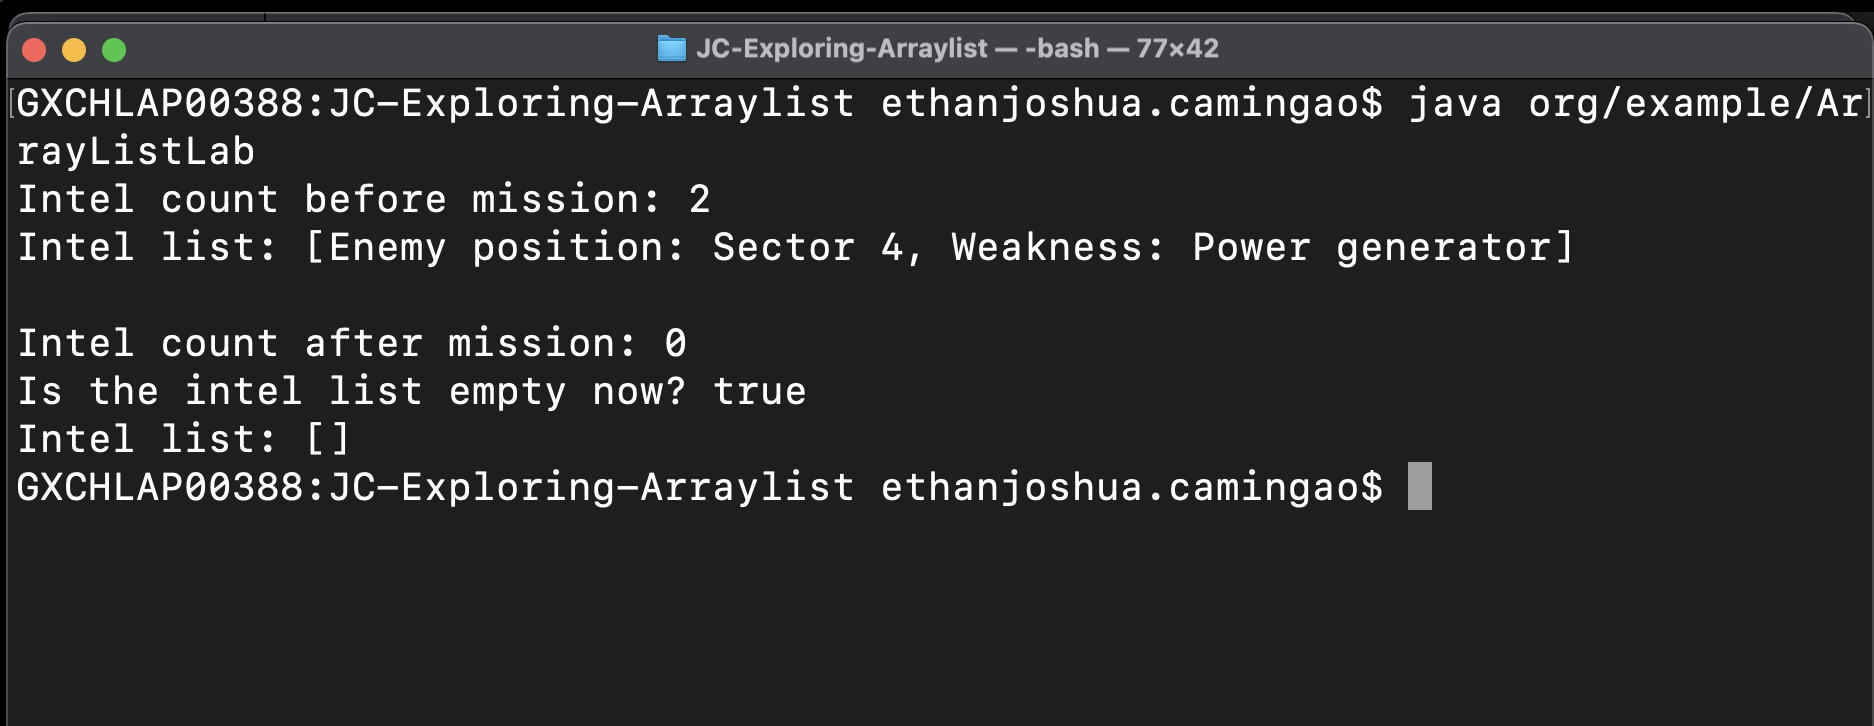 JC-Exploring-Arraylist — -bash — 77×42
[GXCHLAP00388:JC-Exploring-Arraylist ethanjoshua.camingao$ java org/example/Ar]
rayListLab
Intel count before mission: 2
Intel list: [Enemy position: Sector 4, Weakness: Power generator]
Intel count after mission: 0
Is the intel list empty now? true
Intel list: []
GXCHLAP00388:JC-Exploring-Arraylist ethanjoshua.camingao$